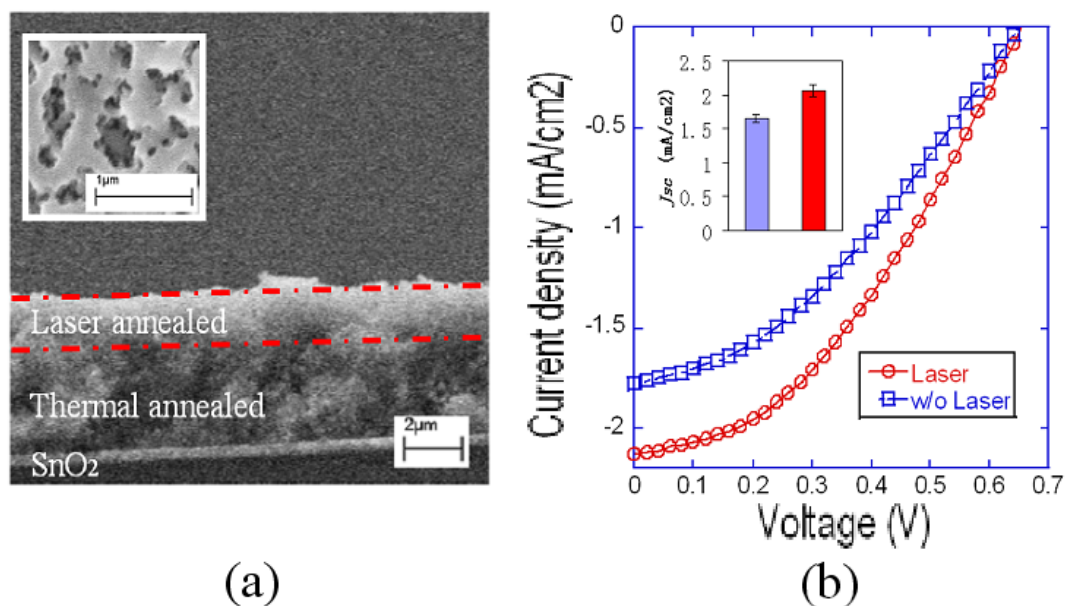 1μm
Laser annealed
Thermal annealed
2μm
SnO2
(a)
0
-0.5
-1
-1.5
-2
Current density (mA/cm2)
2.5
2
1.5
1
0.5
0
Jsc (mA/cm2)
Laser
w/o Laser
0 0.1 0.2 0.3 0.4 0.5 0.6 0.7
Voltage (V)
(b)